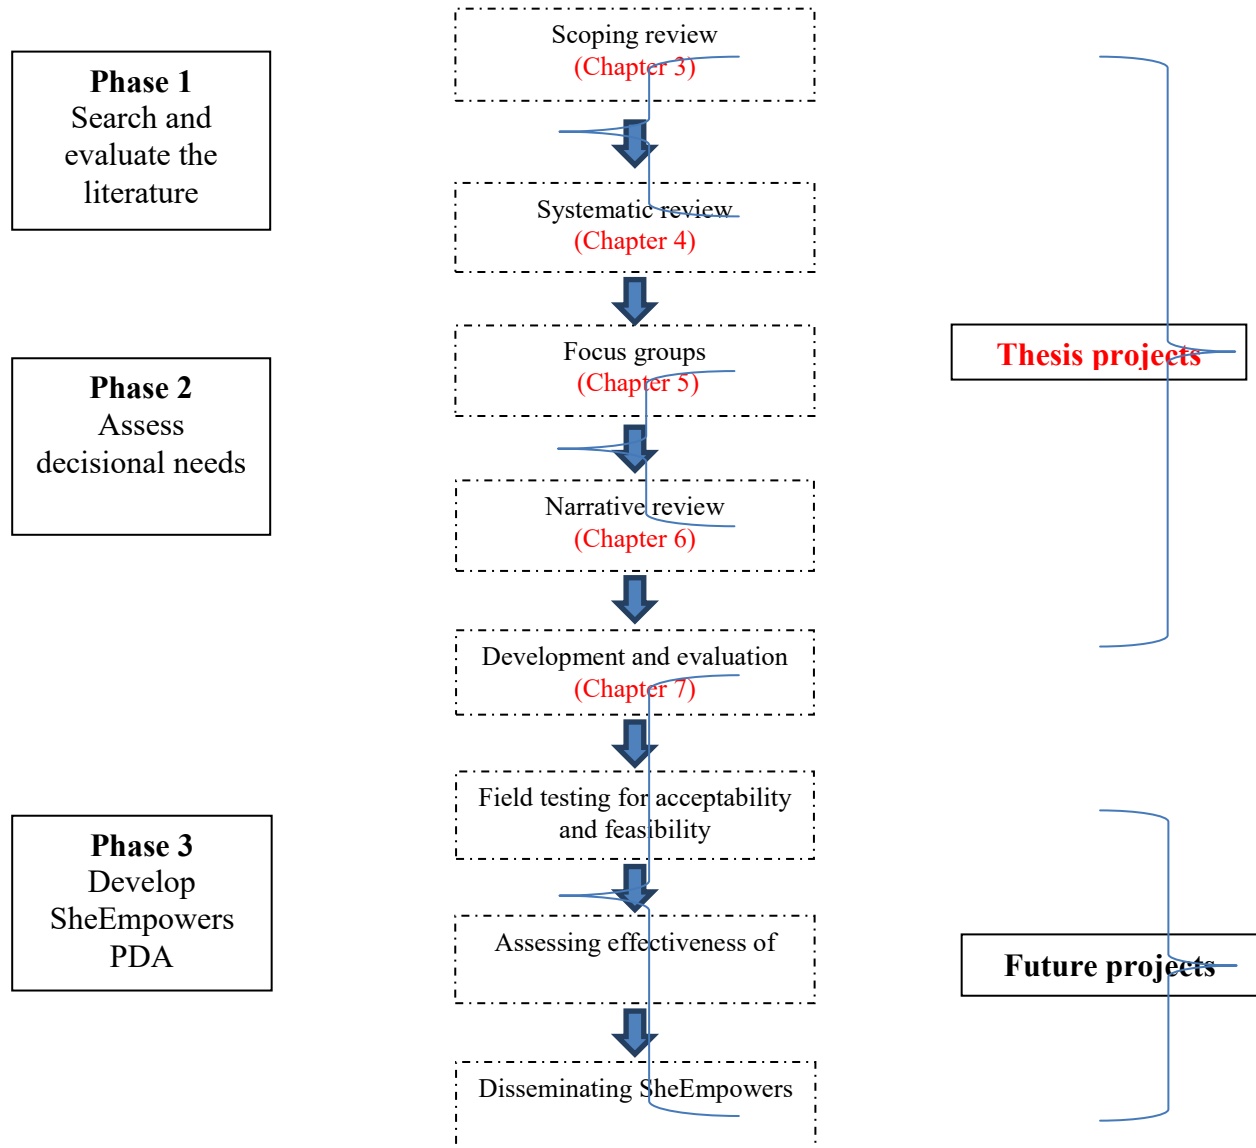 Phase 1
Search and
evaluate the
literature
Scoping review
(Chapter 3)
Systematic review
(Chapter 4)
Phase 2
Assess
decisional needs
Focus groups
(Chapter 5)
Narrative review
(Chapter 6)
Thesis projects
Development and evaluation
(Chapter 7)
Phase 3
Develop
SheEmpowers
PDA
Field testing for acceptability
and feasibility
Assessing effectiveness of
Disseminating SheEmpowers
Future projects